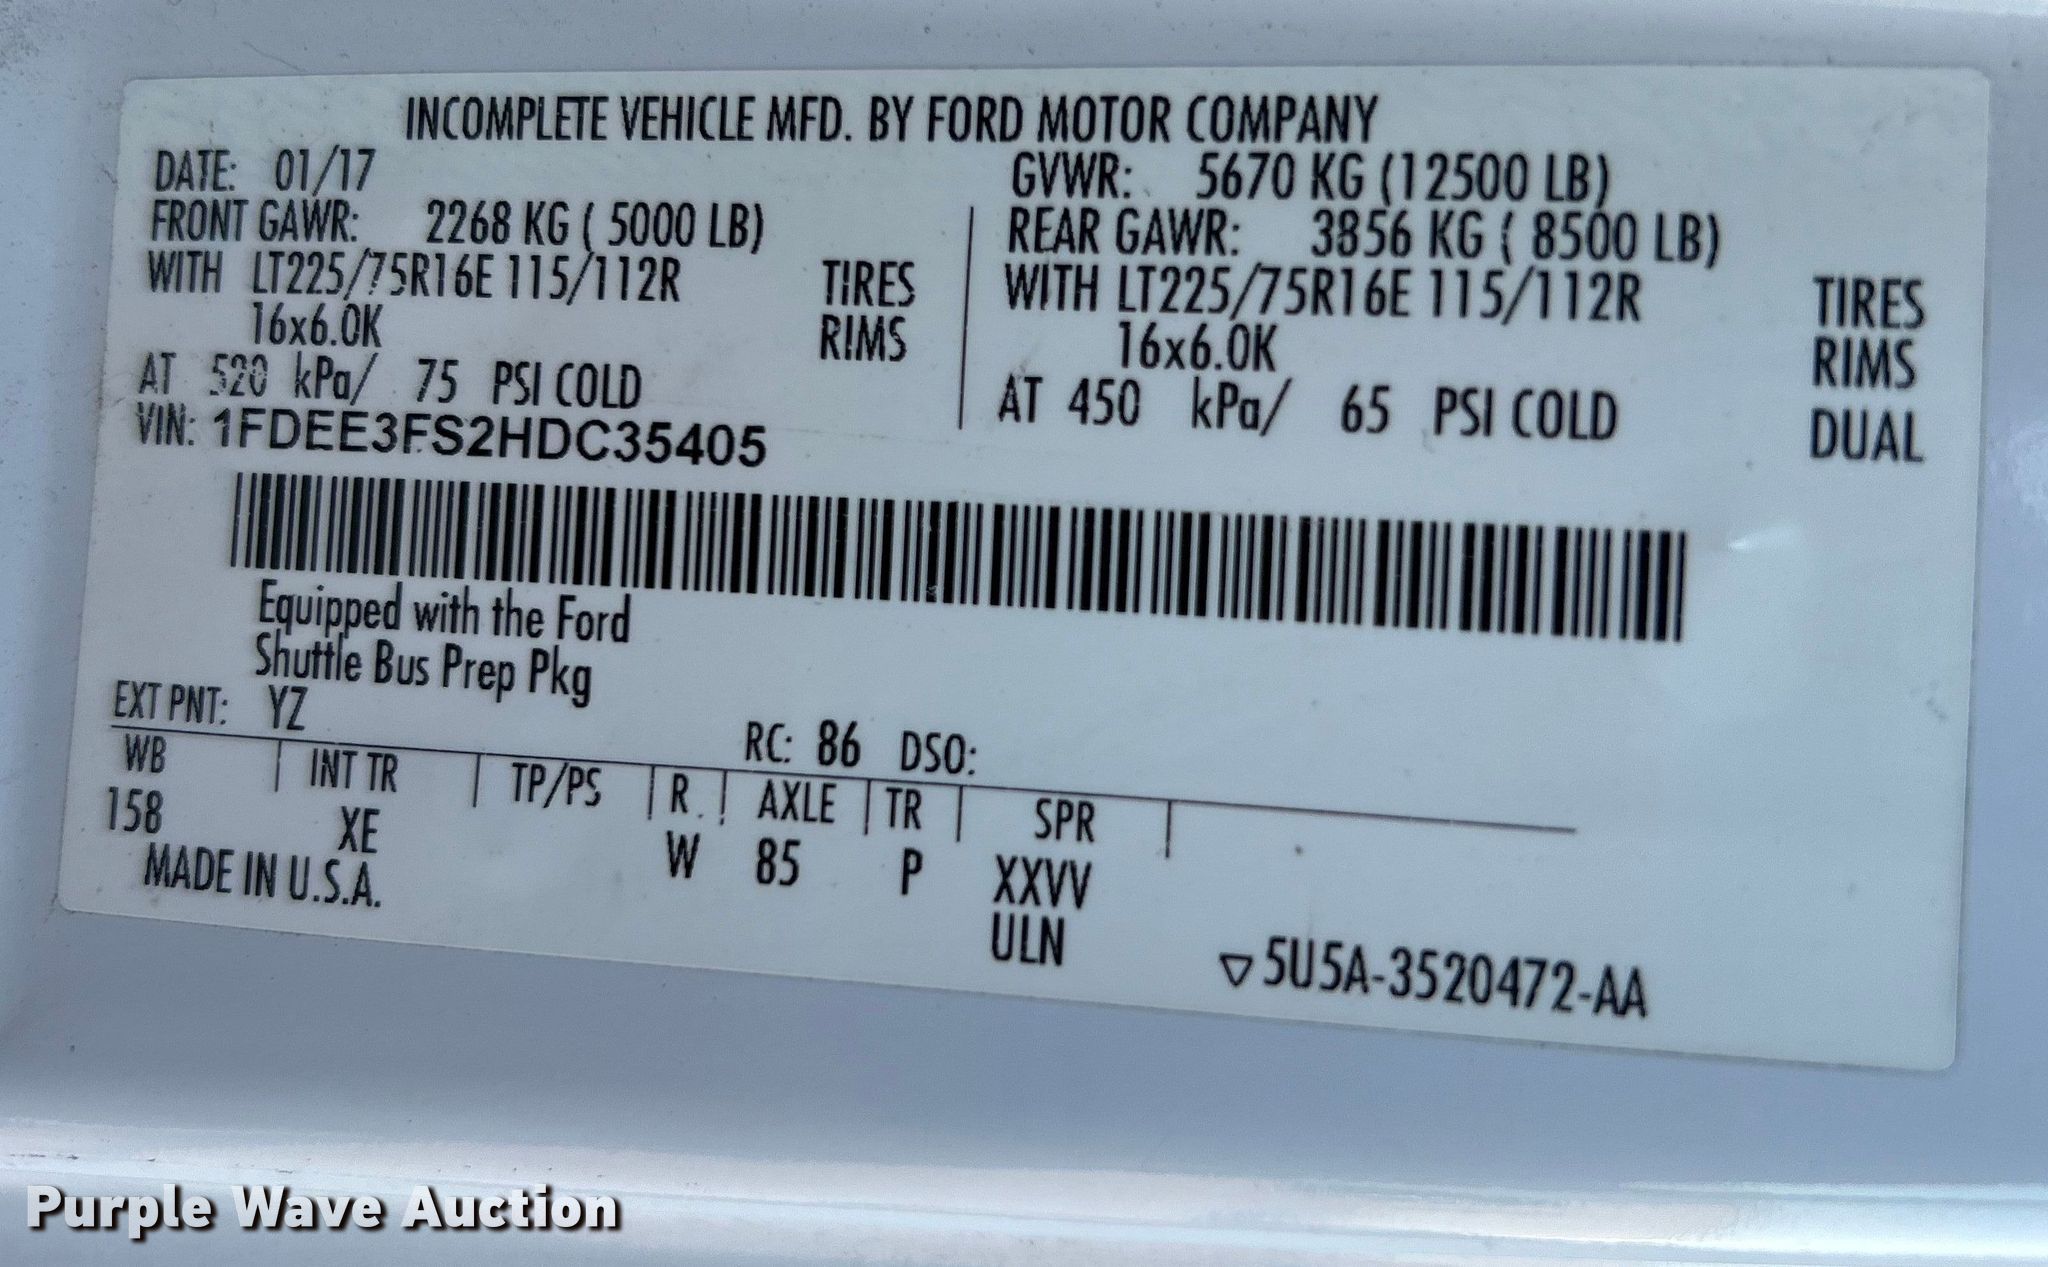 INCOMPLETE VEHICLE MFD. BY FORD MOTOR COMPANY
DATE: 01/17 GVWR: 5670 KG (12500 LB)
FRONT GAWR: 2268 KG ( 5000 LB) REAR GAWR: 3856 KG ( 8500 LB)
WITH LT225/75R16E 115/112R TIRES WITH LT225/75R16E 115/112R TIRES
16x6.0K RIMS 16x6.0K RIMS
AT 520 kPa/ 75 PSI COLD AT 450 kPa/ 65 PSI COLD DUAL
VIN: 1FDEE3FS2HDC35405
Equipped with the Ford
Shuttle Bus Prep Pkg
EXT PNT: YZ RC: 86 DSO:
WB INT TR TP/PS R AXLE TR SPR
158 XE W 85 P XXVV
MADE IN U.S.A. ULN
▽5U5A-3520472-AA
Purple Wave Auction